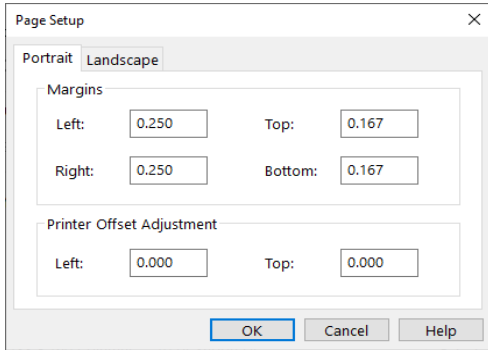 Page Setup
Portrait Landscape
Margins
Left: 0.250 Top: 0.167
Right: 0.250 Bottom: 0.167
Printer Offset Adjustment
Left: 0.000 Top: 0.000
OK Cancel Help